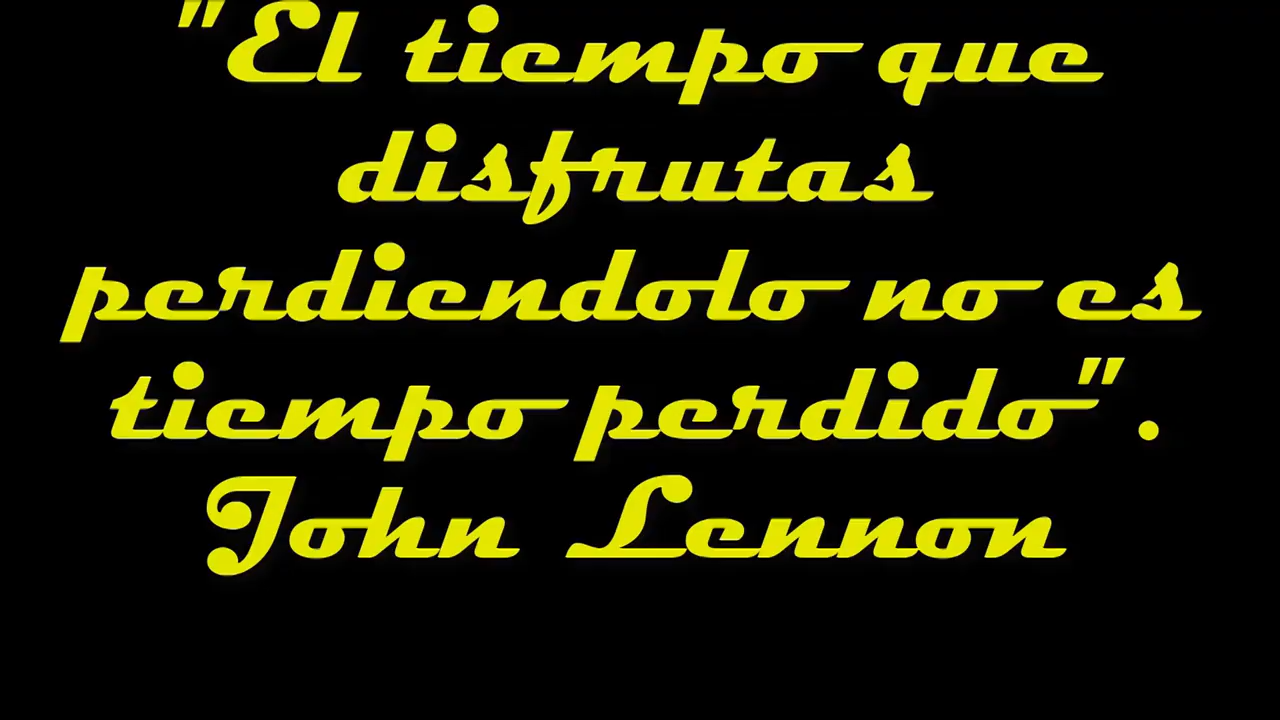 "El tiempo que
disfrutas
perdiendolo no es
tiempo perdido".
John Lennon